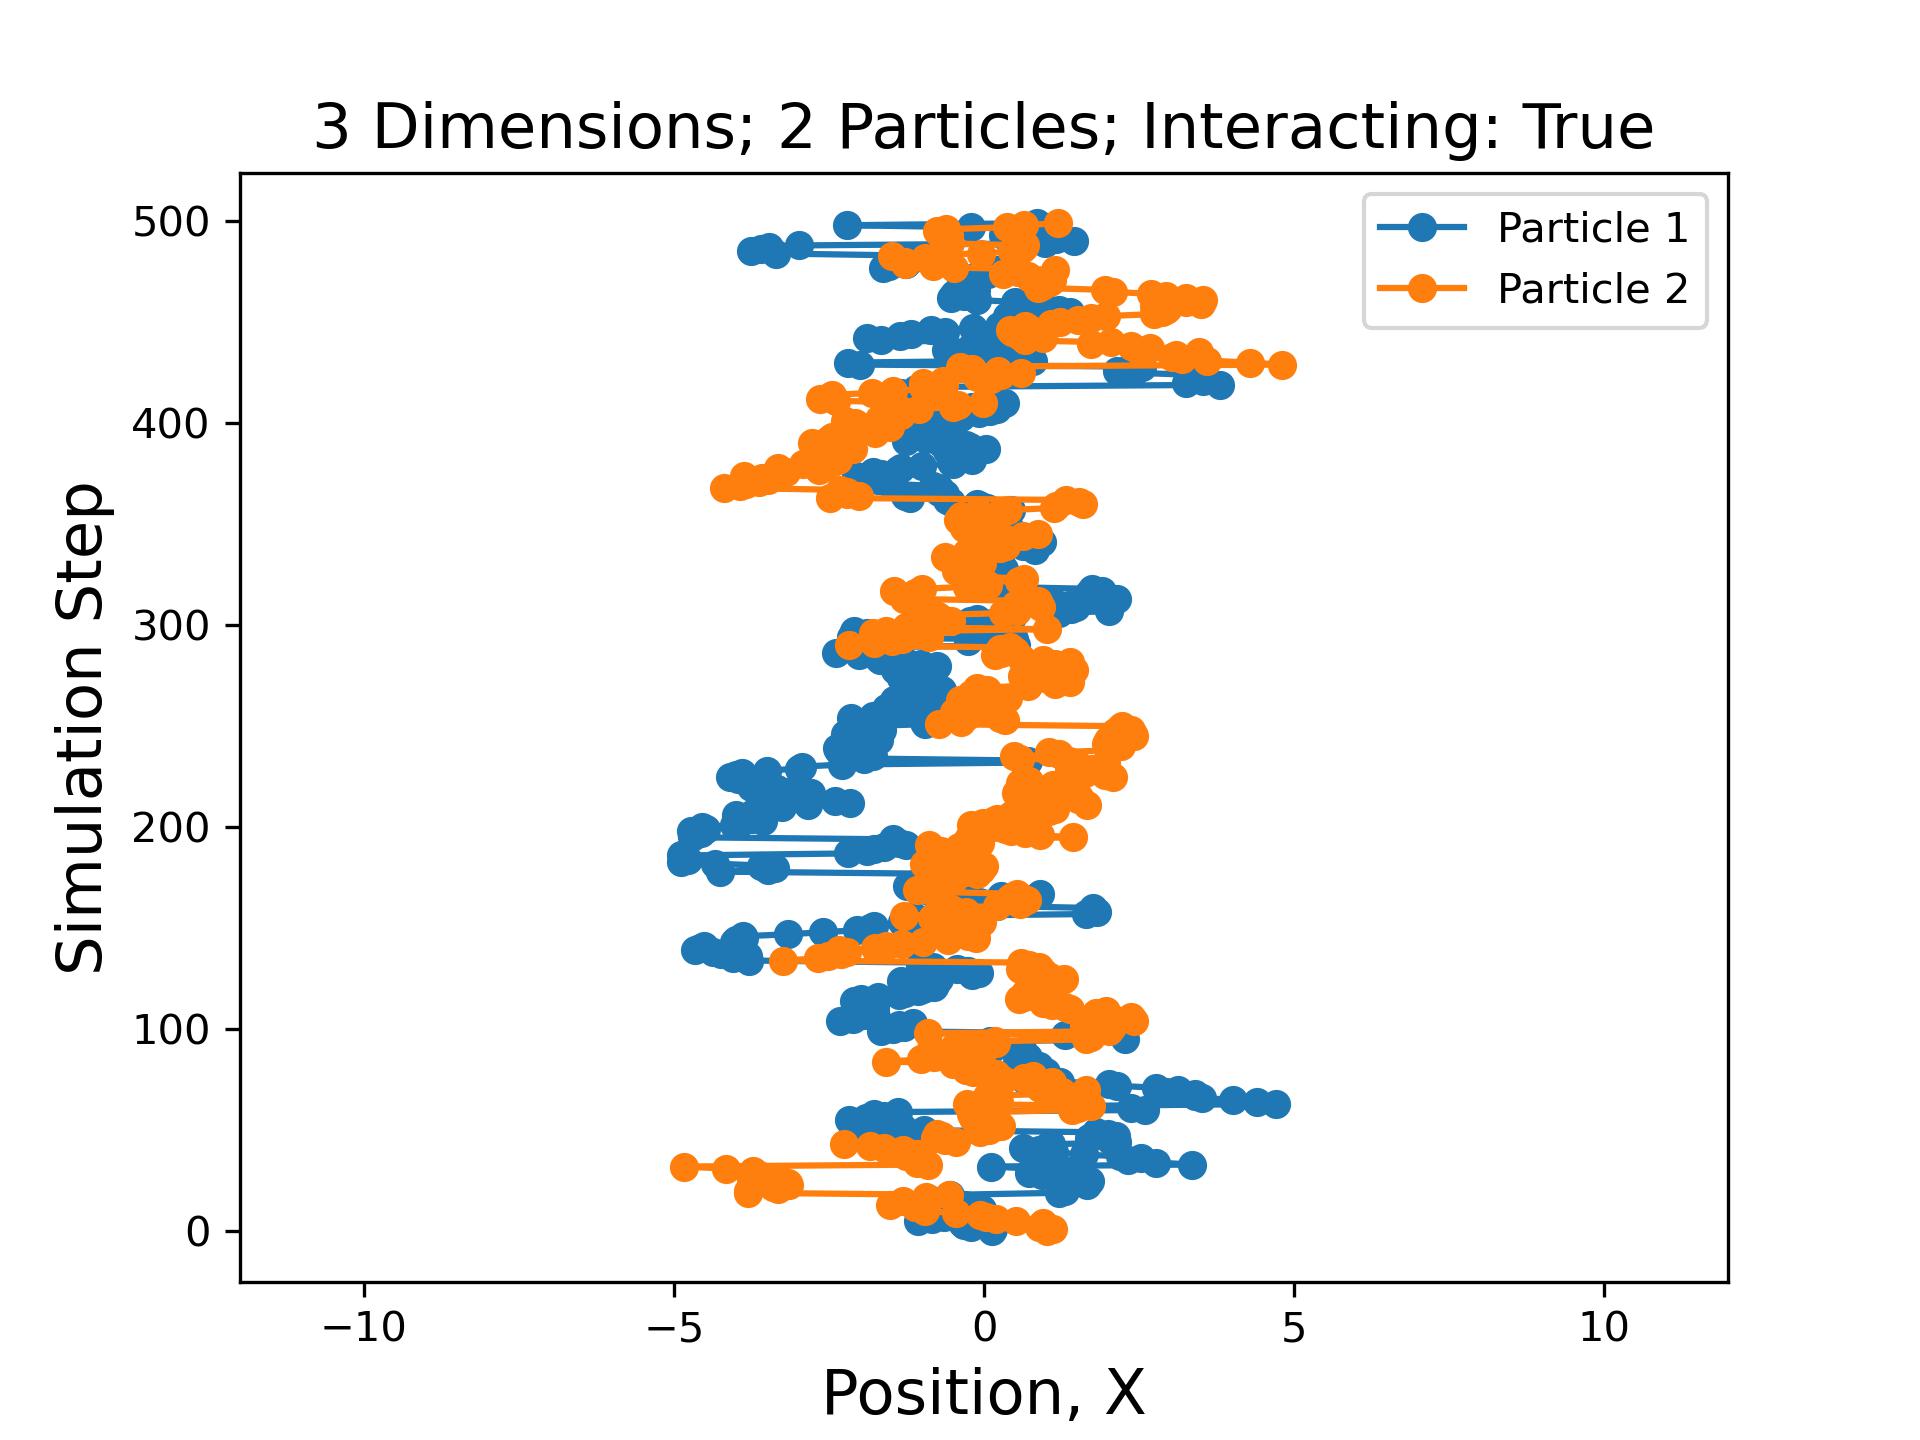 3 Dimensions; 2 Particles; Interacting: True
Particle 1
Particle 2
Simulation Step
500
400
300
200
100
0
−10
−5
0
5
10
Position, X